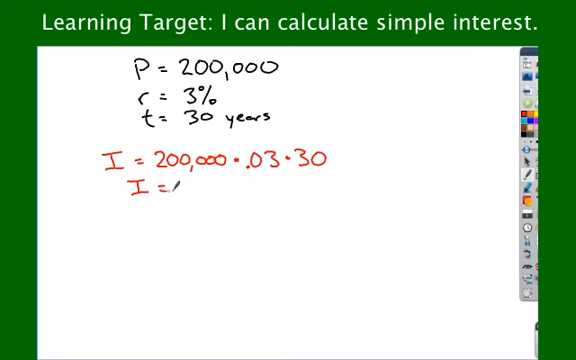 Learning Target: I can calculate simple interest.
P = 200,000
r = 3%
t = 30 years
I = 200,000 • .03 • 30
I =